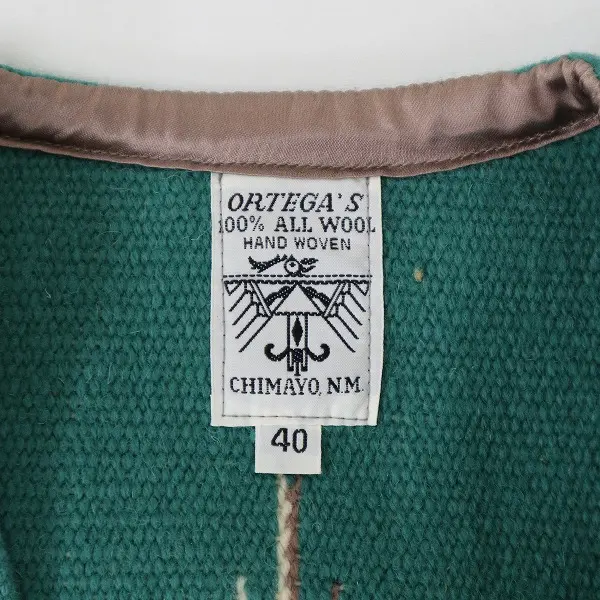 ORTEGA'S
100% ALL WOOL
HAND WOVEN
CHIMAYO, N.M.
40